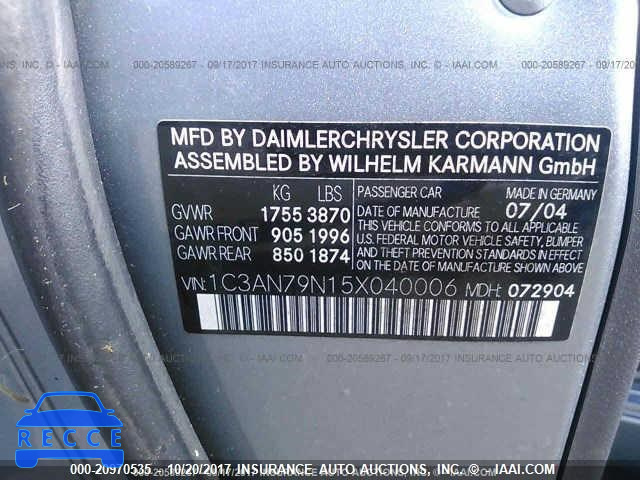 000-20589267 - 09/17/2017 - INSURANCE AUTO AUCTIONS, INC. - © - IAAI.COM
MFD BY DAIMLERCHRYSLER CORPORATION
ASSEMBLED BY WILHELM KARMANN GmbH
KG LBS
GVWR 1755 3870
GAWR FRONT 905 1996
GAWR REAR 850 1874
PASSENGER CAR MADE IN GERMANY
DATE OF MANUFACTURE 07/04
THIS VEHICLE CONFORMS TO ALL APPLICABLE
U.S. FEDERAL MOTOR VEHICLE SAFETY, BUMPER
AND THEFT PREVENTION STANDARDS IN EFFECT
ON THE DATE OF MANUFACTURE SHOWN ABOVE.
VIN: 1C3AN79N15X040006 MDH: 072904
000-20589267 - 09/17/2017 - INSURANCE AUTO AUCTIONS, INC. - © - IAAI.COM
RECCE
000-20970535 - 10/20/2017 - INSURANCE AUTO AUCTIONS, INC. - © - IAAI.COM